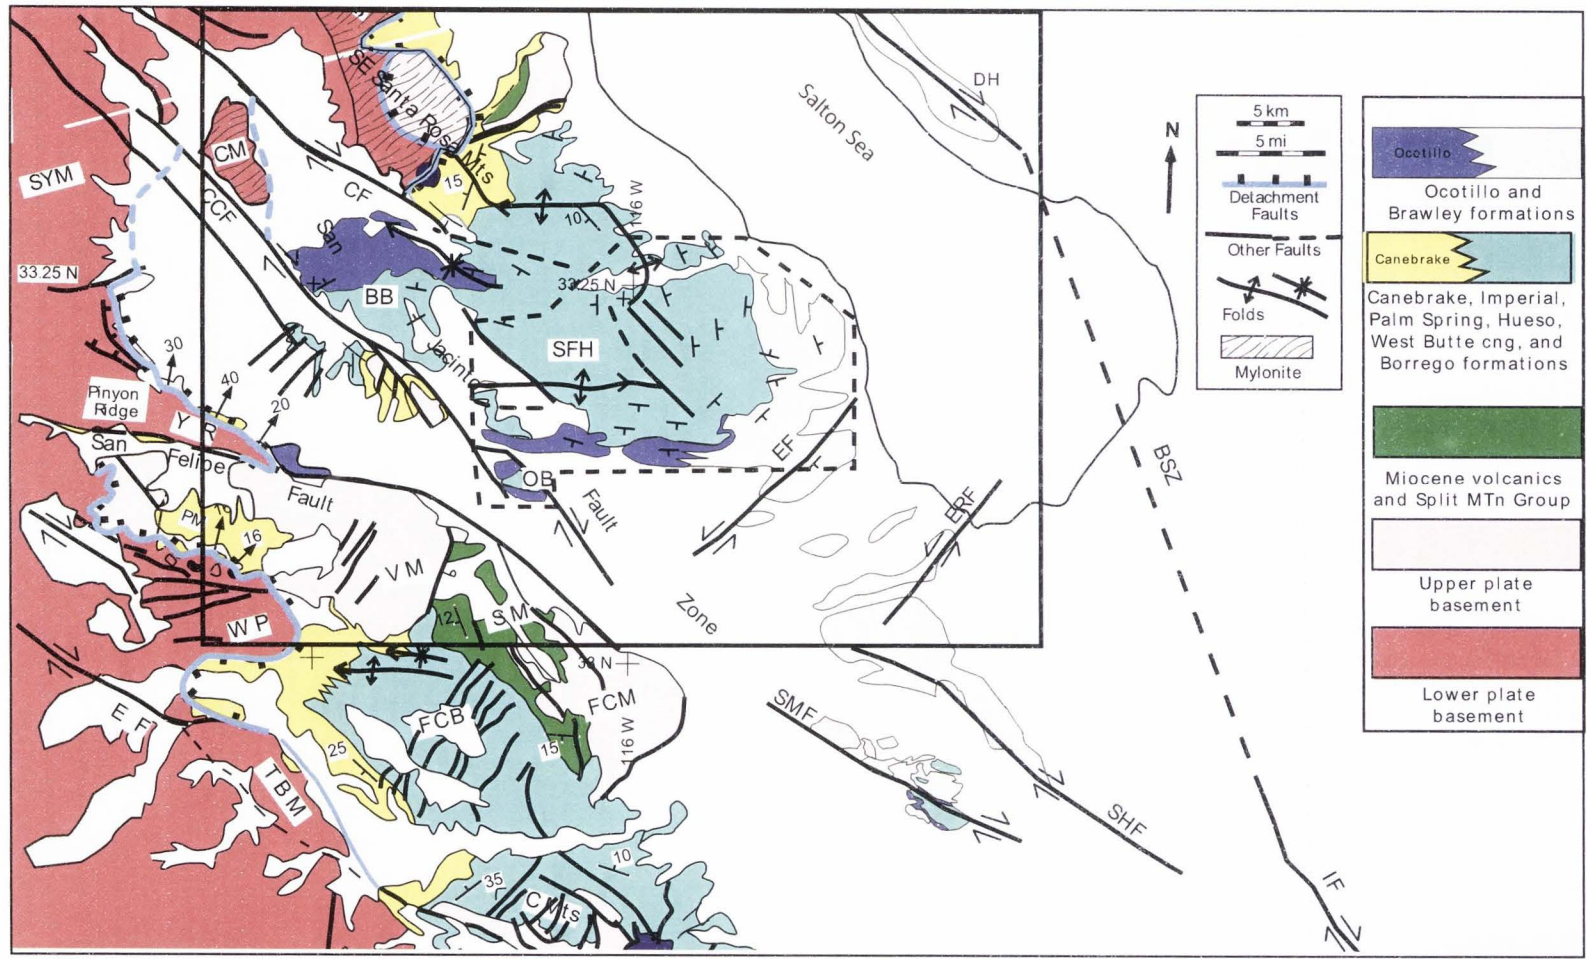 DH
Salton Sea
SE Santa Rosa Mts
CM
SYM
CF
CCF
15
San
10
116 W
33.25 N
33.25 N
BB
SFH
Jacinto
30
40
20
Pinyon
Ridge
Y R
San
Felipe
Fault
EF
OB
Fault
BSZ
ERF
PM
16
VM
Zone
12
SM
WP
33 N
FCM
E F
FCB
116 W
SMF
25
15
TBM
SHF
10
35
C Mts
IF
N
5 km
5 mi
Detachment
Faults
Other Faults
Folds
Mylonite
Ocotillo
Ocotillo and
Brawley formations
Canebrake
Canebrake, Imperial,
Palm Spring, Hueso,
West Butte cng, and
Borrego formations
Miocene volcanics
and Split MTn Group
Upper plate
basement
Lower plate
basement